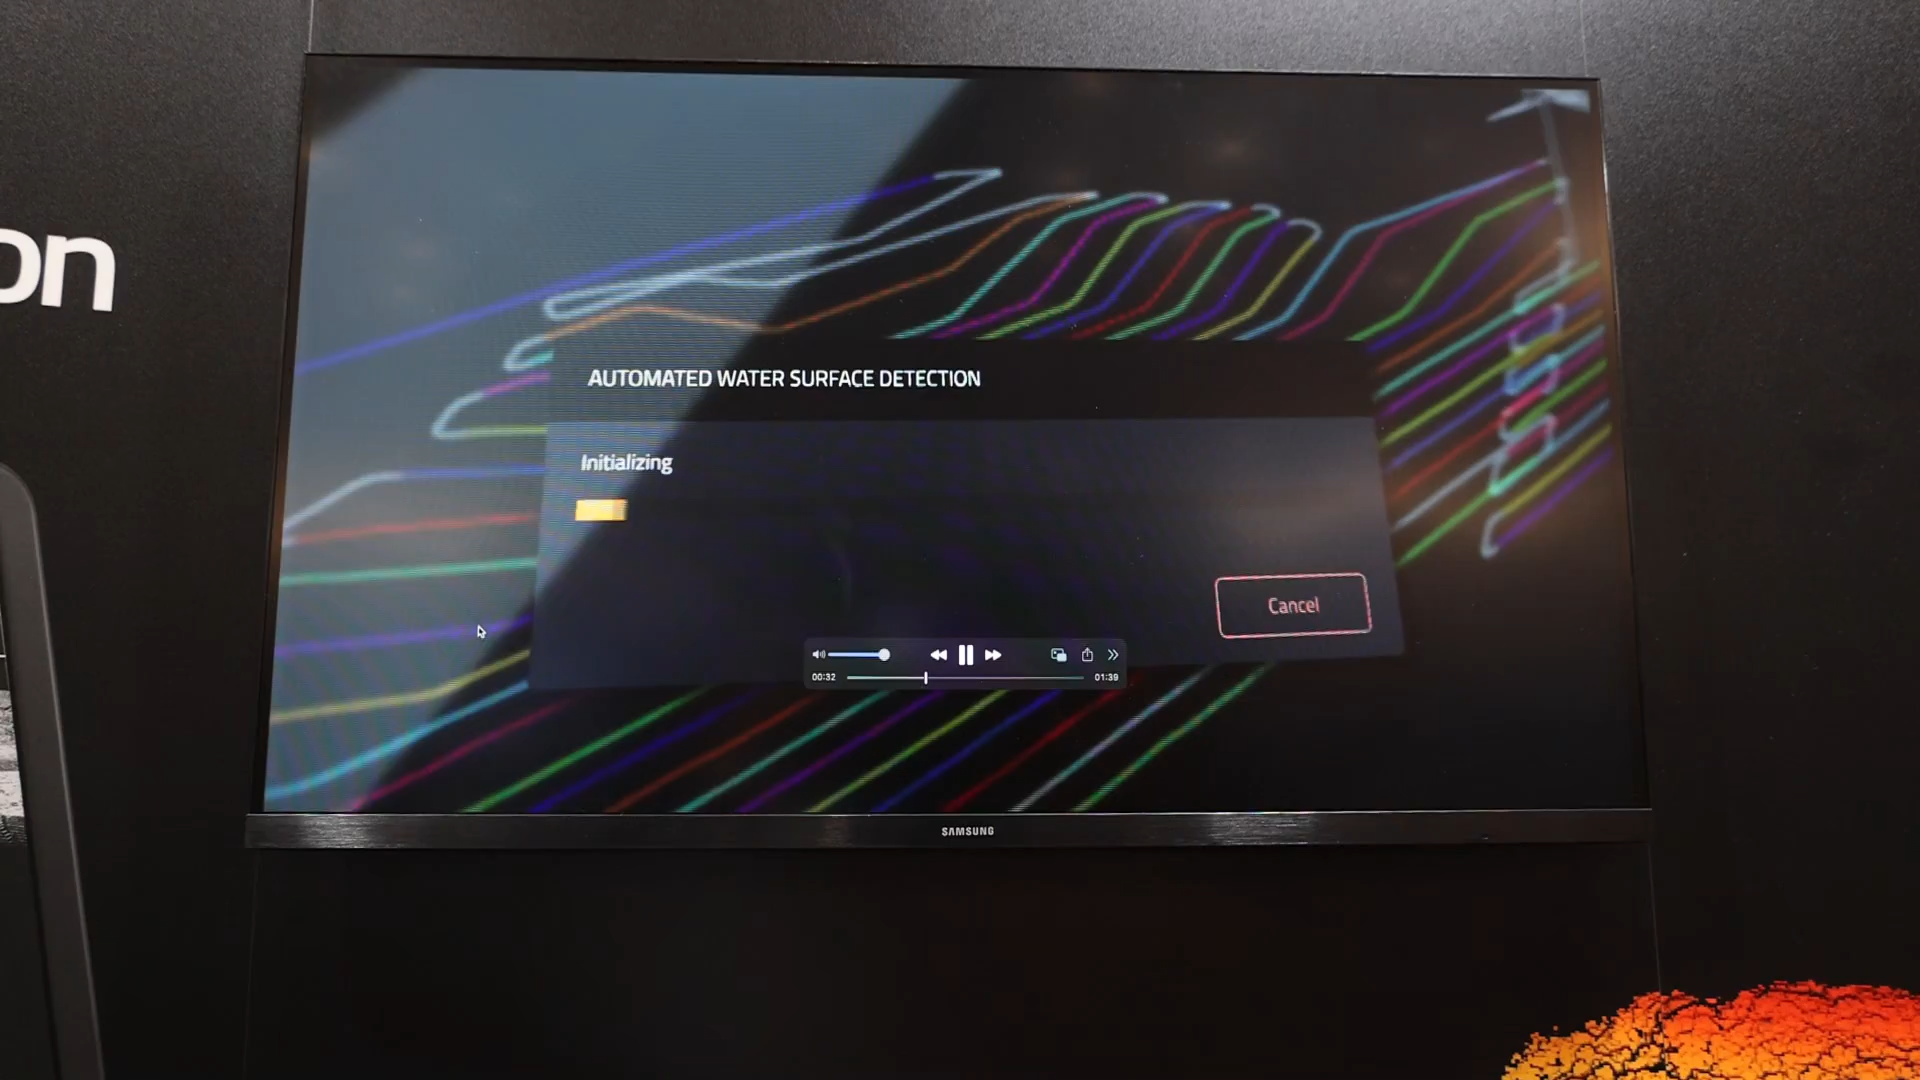 on
AUTOMATED WATER SURFACE DETECTION
Initializing
Cancel
00:32
01:39
SAMSUNG